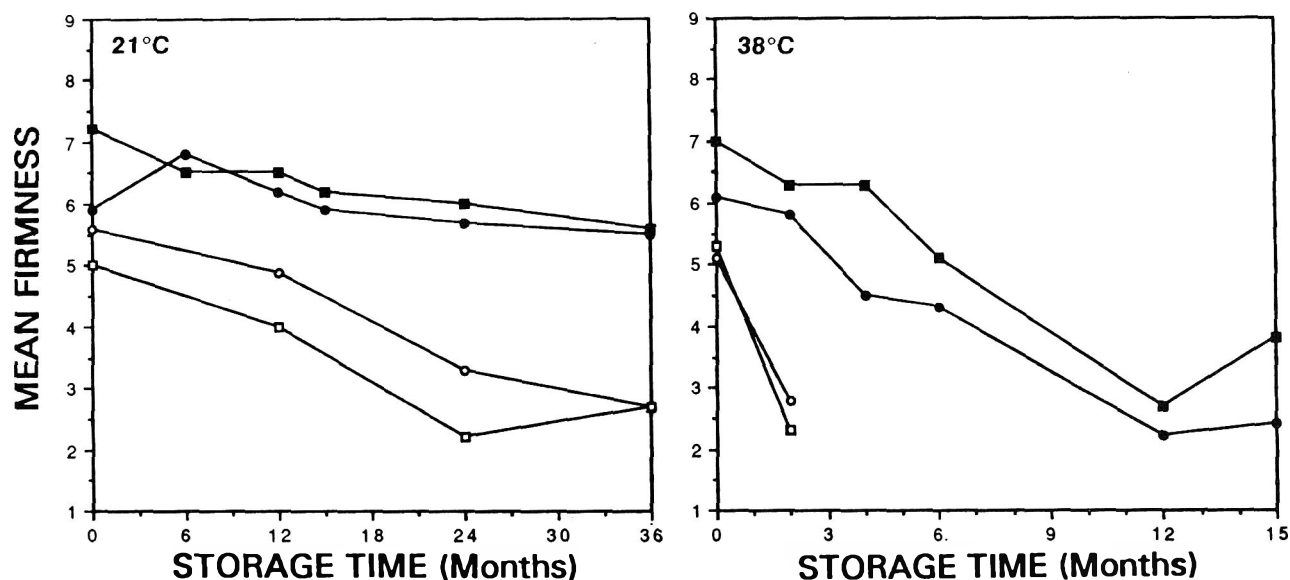 21°C
9
8
7
6
5
4
3
2
1
MEAN FIRMNESS
0 6 12 18 24 30 36
STORAGE TIME (Months)
38°C
9
8
7
6
5
4
3
2
1
0 3 6. 9 12 15
STORAGE TIME (Months)